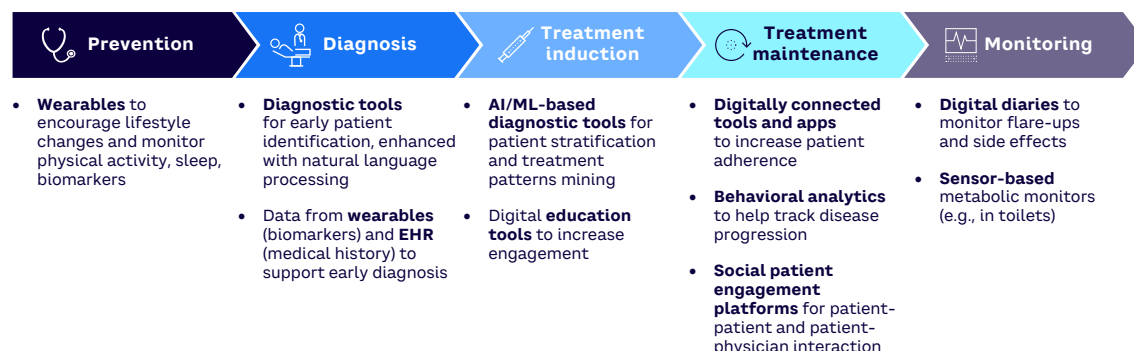 Prevention
Diagnosis
Treatment
induction
Treatment
maintenance
Monitoring
• Wearables to
encourage lifestyle
changes and monitor
physical activity, sleep,
biomarkers
• Diagnostic tools
for early patient
identification, enhanced
with natural language
processing
• Data from wearables
(biomarkers) and EHR
(medical history) to
support early diagnosis
• AI/ML-based
diagnostic tools for
patient stratification
and treatment
patterns mining
• Digital education
tools to increase
engagement
• Digitally connected
tools and apps
to increase patient
adherence
• Behavioral analytics
to help track disease
progression
• Social patient
engagement
platforms for patient-
patient and patient-
physician interaction
• Digital diaries to
monitor flare-ups
and side effects
• Sensor-based
metabolic monitors
(e.g., in toilets)